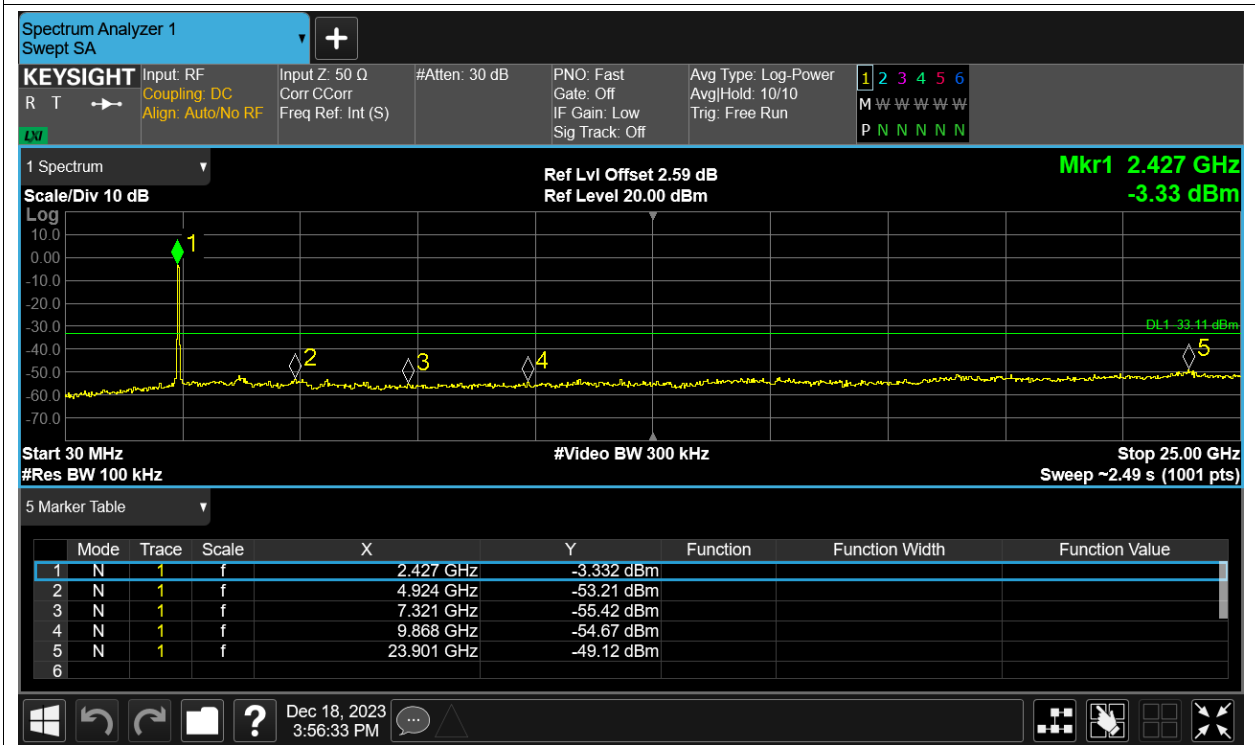 Spectrum Analyzer 1
Swept SA
+
KEYSIGHT
R T
LXI
Input: RF
Coupling: DC
Align: Auto/No RF
Input Z: 50 Ω
Corr CCorr
Freq Ref: Int (S)
#Atten: 30 dB
PNO: Fast
Gate: Off
IF Gain: Low
Sig Track: Off
Avg Type: Log-Power
Avg|Hold: 10/10
Trig: Free Run
1 2 3 4 5 6
M W W W W W
P N N N N N
1 Spectrum
Scale/Div 10 dB
Ref Lvl Offset 2.59 dB
Ref Level 20.00 dBm
Mkr1 2.427 GHz
-3.33 dBm
Log
10.0
0.00
-10.0
-20.0
-30.0
-40.0
-50.0
-60.0
-70.0
1
2
3
4
5
DL1 -33.11 dBm
Start 30 MHz
#Res BW 100 kHz
#Video BW 300 kHz
Stop 25.00 GHz
Sweep ~2.49 s (1001 pts)
5 Marker Table
Mode Trace Scale X Y Function Function Width Function Value
1 N 1 f 2.427 GHz -3.332 dBm
2 N 1 f 4.924 GHz -53.21 dBm
3 N 1 f 7.321 GHz -55.42 dBm
4 N 1 f 9.868 GHz -54.67 dBm
5 N 1 f 23.901 GHz -49.12 dBm
6
?
Dec 18, 2023
3:56:33 PM